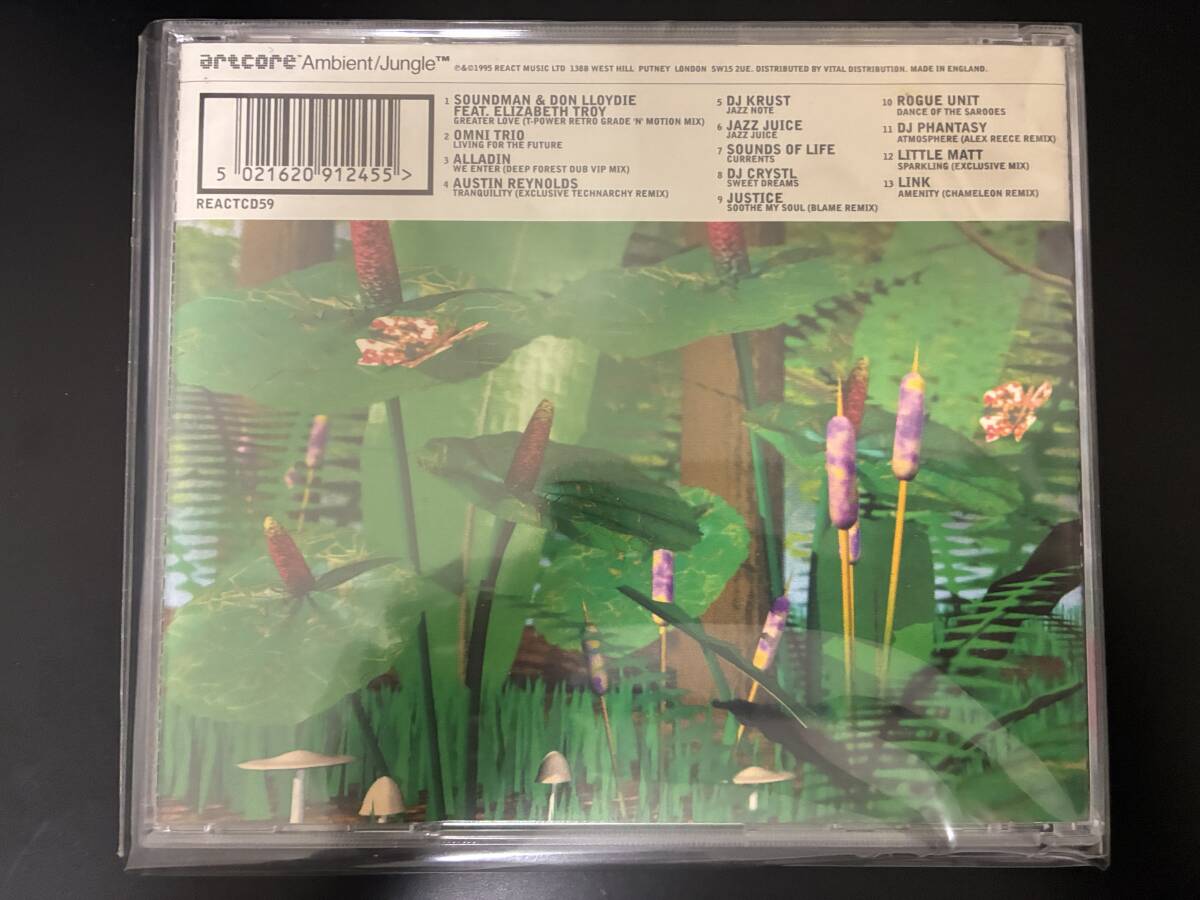 artcore™ Ambient/Jungle™ ℗&©1995 REACT MUSIC LTD 138B WEST HILL PUTNEY LONDON SW15 2UE. DISTRIBUTED BY VITAL DISTRIBUTION. MADE IN ENGLAND.
5 021620 912455 >
REACTCD59
1 SOUNDMAN & DON LLOYDIE
FEAT. ELIZABETH TROY
GREATER LOVE (T-POWER RETRO GRADE 'N' MOTION MIX)
2 OMNI TRIO
LIVING FOR THE FUTURE
3 ALLADIN
WE ENTER (DEEP FOREST DUB VIP MIX)
4 AUSTIN REYNOLDS
TRANQUILITY (EXCLUSIVE TECHNARCHY REMIX)
5 DJ KRUST
JAZZ NOTE
6 JAZZ JUICE
JAZZ JUICE
7 SOUNDS OF LIFE
CURRENTS
8 DJ CRYSTL
SWEET DREAMS
9 JUSTICE
SOOTHE MY SOUL (BLAME REMIX)
10 ROGUE UNIT
DANCE OF THE SAROOES
11 DJ PHANTASY
ATMOSPHERE (ALEX REECE REMIX)
12 LITTLE MATT
SPARKLING (EXCLUSIVE MIX)
13 LINK
AMENITY (CHAMELEON REMIX)